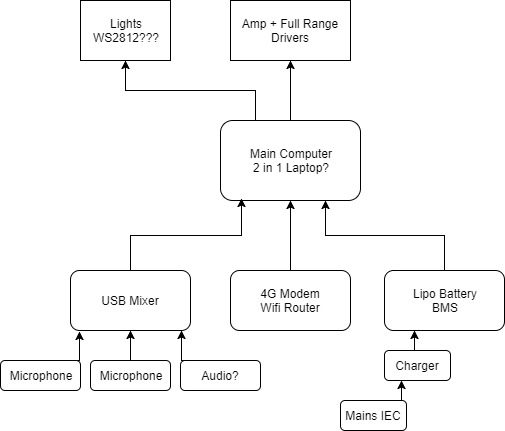 Lights
WS2812???
Amp + Full Range
Drivers
Main Computer
2 in 1 Laptop?
USB Mixer
4G Modem
Wifi Router
Lipo Battery
BMS
Microphone
Microphone
Audio?
Charger
Mains IEC